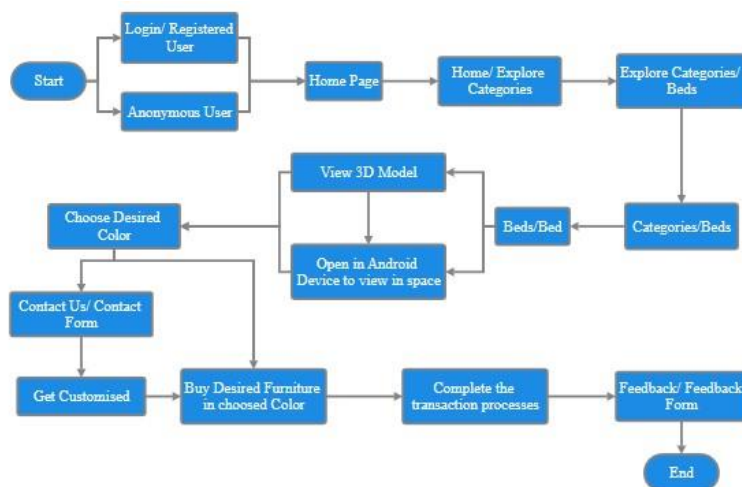 Login/ Registered
User
Start
Anonymous User
Home Page
Home/ Explore
Categories
Explore Categories/
Beds
View 3D Model
Open in Android
Device to view in space
Beds/Bed
Categories/Beds
Choose Desired
Color
Contact Us/ Contact
Form
Get Customised
Buy Desired Furniture
in choosed Color
Complete the
transaction processes
Feedback/ Feedback
Form
End